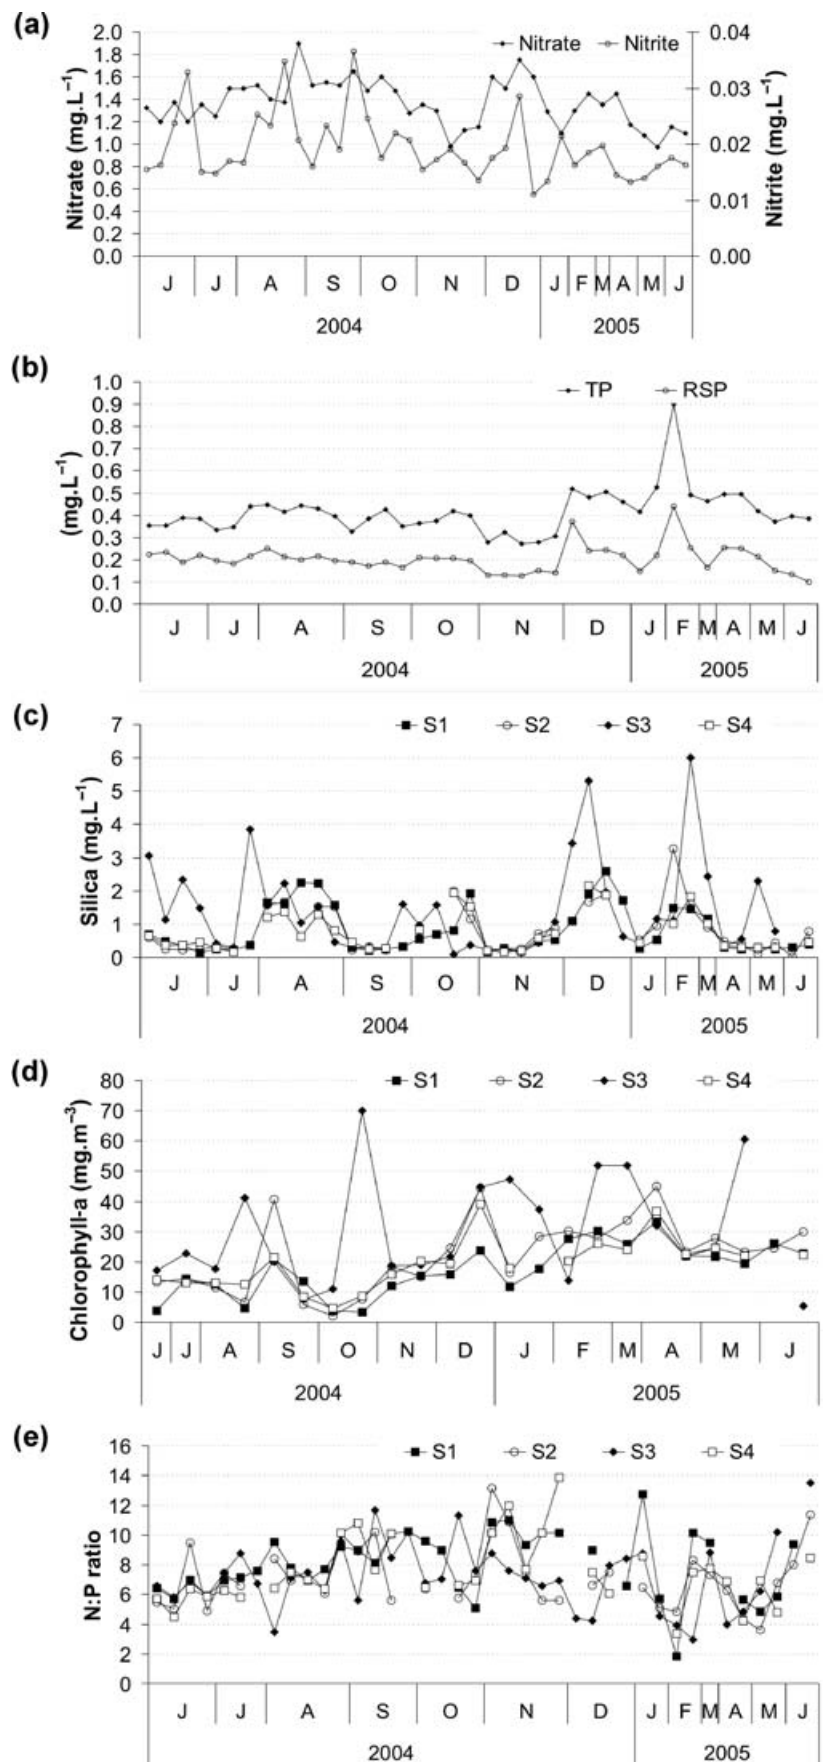 (a)
Nitrate Nitrite
Nitrate (mg.L⁻¹)
2.0
1.8
1.6
1.4
1.2
1.0
0.8
0.6
0.4
0.2
0.0
0.04
0.03
0.02
0.01
0.00
Nitrite (mg.L⁻¹)
J J A S O N D J F M A M J
2004 2005
(b)
TP RSP
(mg.L⁻¹)
1.0
0.9
0.8
0.7
0.6
0.5
0.4
0.3
0.2
0.1
0.0
J J A S O N D J F M A M J
2004 2005
(c)
S1 S2 S3 S4
Silica (mg.L⁻¹)
7
6
5
4
3
2
1
0
J J A S O N D J F M A M J
2004 2005
(d)
S1 S2 S3 S4
Chlorophyll-a (mg.m⁻³)
80
70
60
50
40
30
20
10
0
J J A S O N D J F M A M J
2004 2005
(e)
S1 S2 S3 S4
N:P ratio
16
14
12
10
8
6
4
2
0
J J A S O N D J F M A M J
2004 2005